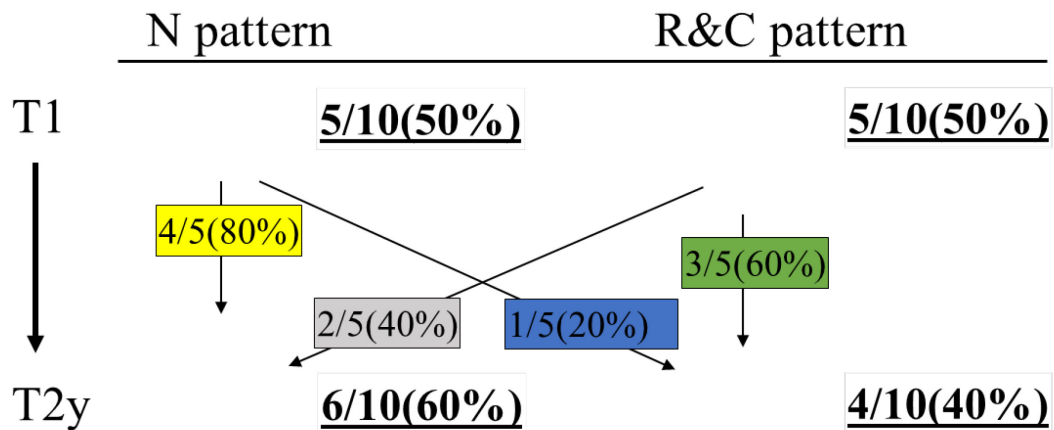 N pattern R&C pattern
T1 5/10(50%) 5/10(50%)
4/5(80%) 3/5(60%)
2/5(40%) 1/5(20%)
T2y 6/10(60%) 4/10(40%)